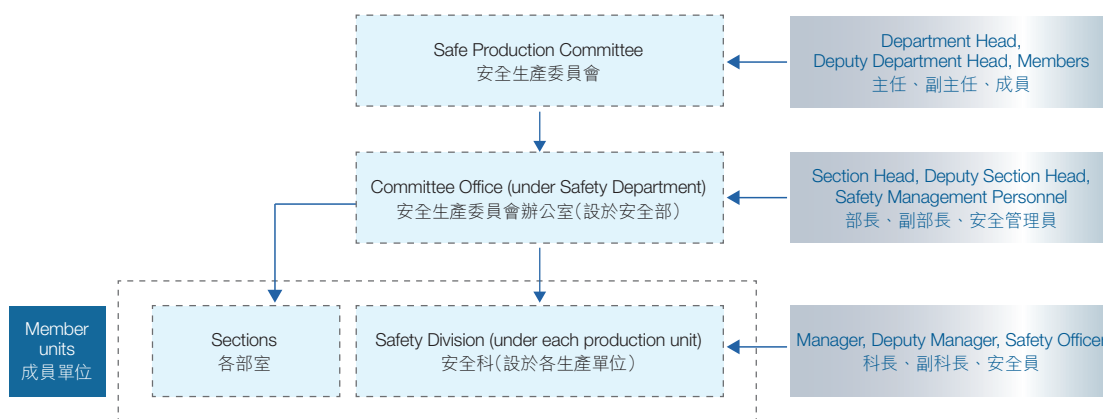 Safe Production Committee
安全生產委員會
Department Head,
Deputy Department Head, Members
主任、副主任、成員
Committee Office (under Safety Department)
安全生產委員會辦公室(設於安全部)
Section Head, Deputy Section Head,
Safety Management Personnel
部長、副部長、安全管理員
Member
units
成員單位
Sections
各部室
Safety Division (under each production unit)
安全科(設於各生產單位)
Manager, Deputy Manager, Safety Officer
科長、副科長、安全員